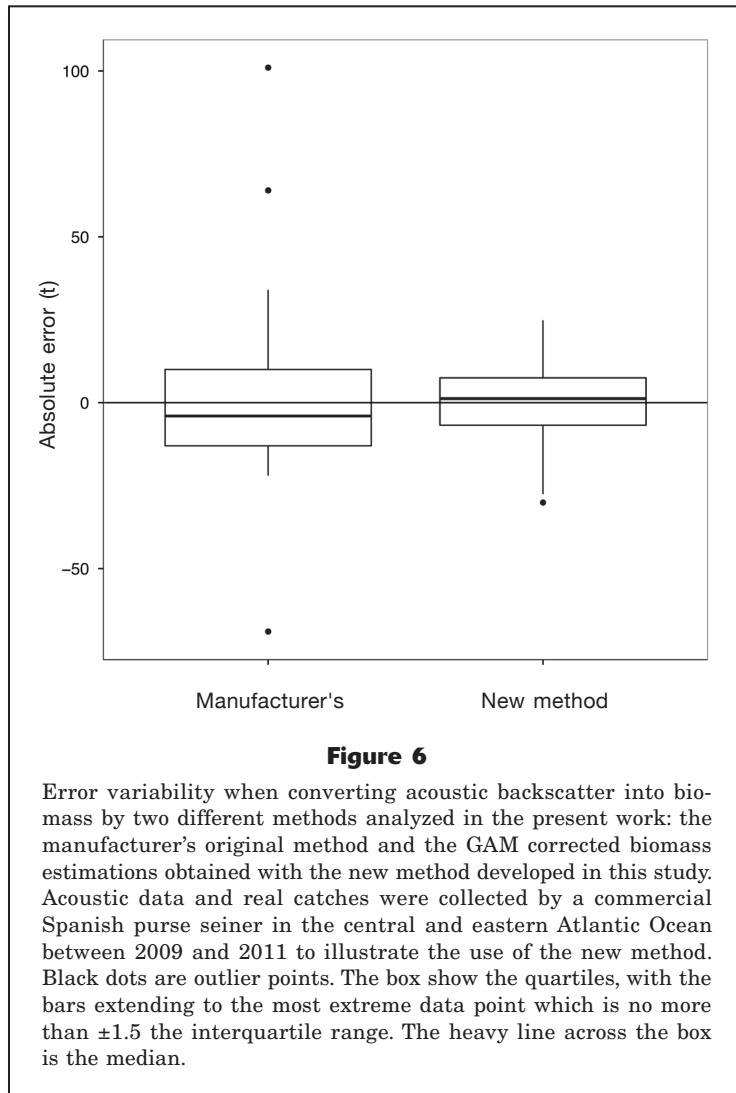 100
50
0
−50
Absolute error (t)
Manufacturer's New method
Figure 6
Error variability when converting acoustic backscatter into bio-
mass by two different methods analyzed in the present work: the
manufacturer's original method and the GAM corrected biomass
estimations obtained with the new method developed in this study.
Acoustic data and real catches were collected by a commercial
Spanish purse seiner in the central and eastern Atlantic Ocean
between 2009 and 2011 to illustrate the use of the new method.
Black dots are outlier points. The box show the quartiles, with the
bars extending to the most extreme data point which is no more
than ±1.5 the interquartile range. The heavy line across the box
is the median.